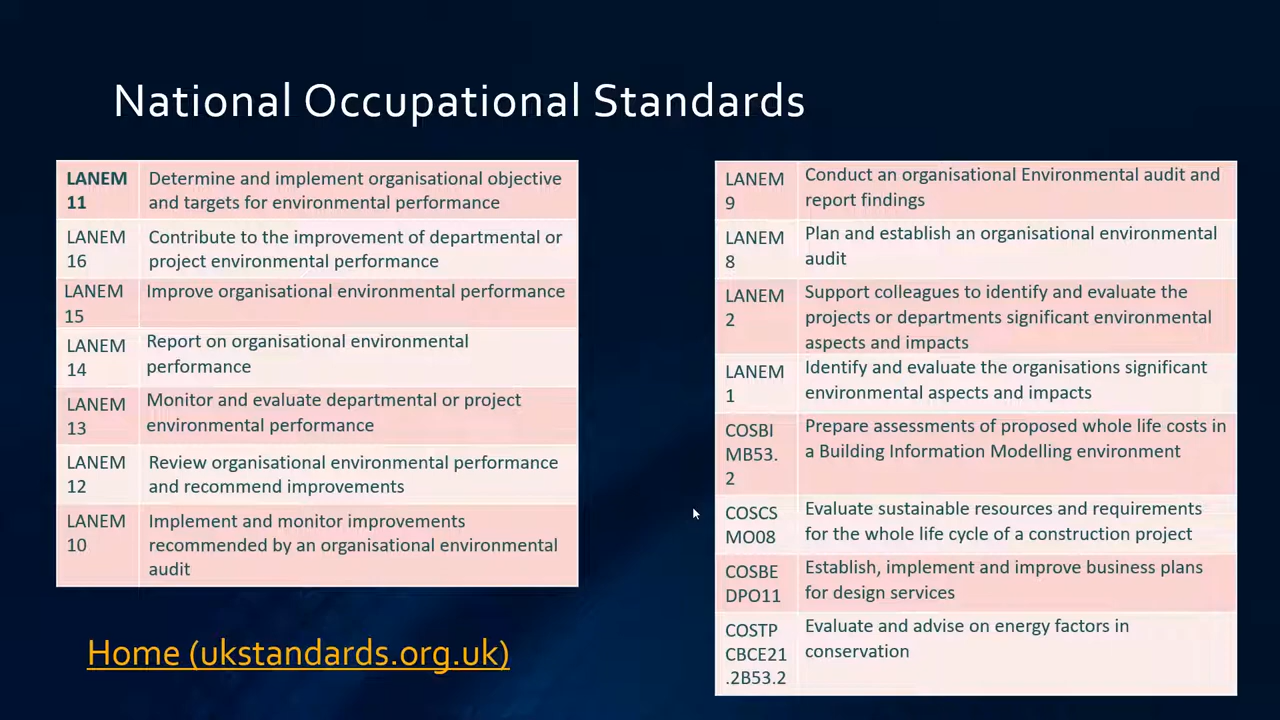 National Occupational Standards
LANEM
11
Determine and implement organisational objective
and targets for environmental performance
LANEM
16
Contribute to the improvement of departmental or
project environmental performance
LANEM
15
Improve organisational environmental performance
LANEM
14
Report on organisational environmental
performance
LANEM
13
Monitor and evaluate departmental or project
environmental performance
LANEM
12
Review organisational environmental performance
and recommend improvements
LANEM
10
Implement and monitor improvements
recommended by an organisational environmental
audit
Home (ukstandards.org.uk)
LANEM
9
Conduct an organisational Environmental audit and
report findings
LANEM
8
Plan and establish an organisational environmental
audit
LANEM
2
Support colleagues to identify and evaluate the
projects or departments significant environmental
aspects and impacts
LANEM
1
Identify and evaluate the organisations significant
environmental aspects and impacts
COSBI
MB53.
2
Prepare assessments of proposed whole life costs in
a Building Information Modelling environment
COSCS
MO08
Evaluate sustainable resources and requirements
for the whole life cycle of a construction project
COSBE
DPO11
Establish, implement and improve business plans
for design services
COSTP
CBCE21
.2B53.2
Evaluate and advise on energy factors in
conservation